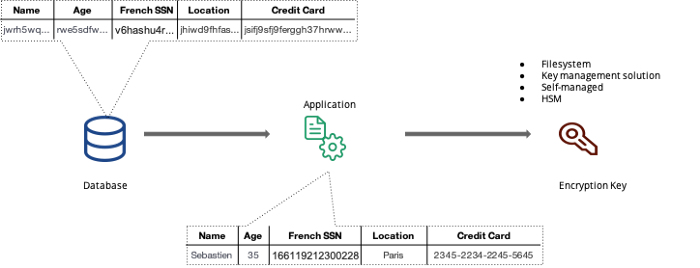 Name Age French SSN Location Credit Card
jwrh5wq... rwe5sdfw... v6hashu4r... jhiwd9fhfas... jsifj9sfj9ferggh37hrww...
Filesystem
Key management solution
Self-managed
HSM
Application
Database
Encryption Key
Name Age French SSN Location Credit Card
Sebastien 35 166119212300228 Paris 2345-2234-2245-5645